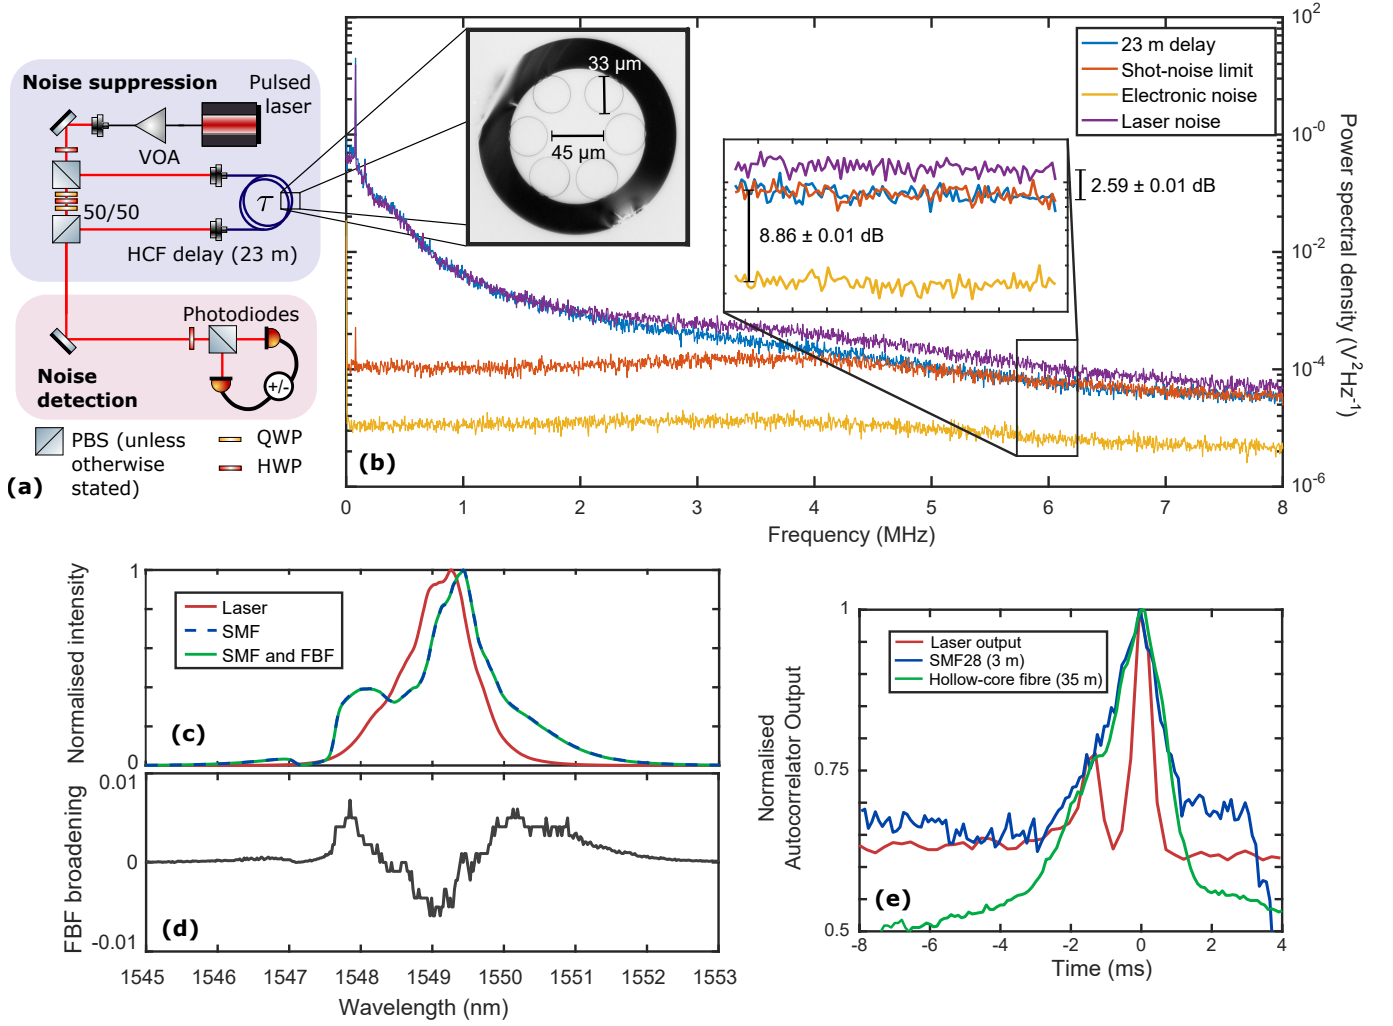 Noise suppression
Pulsed
laser
VOA
50/50
τ
HCF delay (23 m)
Photodiodes
+/-
Noise
detection
PBS (unless
otherwise
stated)
QWP
HWP
(a)
33 µm
45 µm
23 m delay
Shot-noise limit
Electronic noise
Laser noise
2.59 ± 0.01 dB
8.86 ± 0.01 dB
(b)
10²
10⁻⁰
10⁻²
10⁻⁴
10⁻⁶
Power spectral density (V²Hz⁻¹)
0 1 2 3 4 5 6 7 8
Frequency (MHz)
Normalised intensity
1
0
Laser
SMF
SMF and FBF
(c)
FBF broadening
0.01
0
-0.01
(d)
1545 1546 1547 1548 1549 1550 1551 1552 1553
Wavelength (nm)
Normalised
Autocorrelator Output
1
0.75
0.5
Laser output
SMF28 (3 m)
Hollow-core fibre (35 m)
(e)
-8 -6 -4 -2 0 2 4
Time (ms)